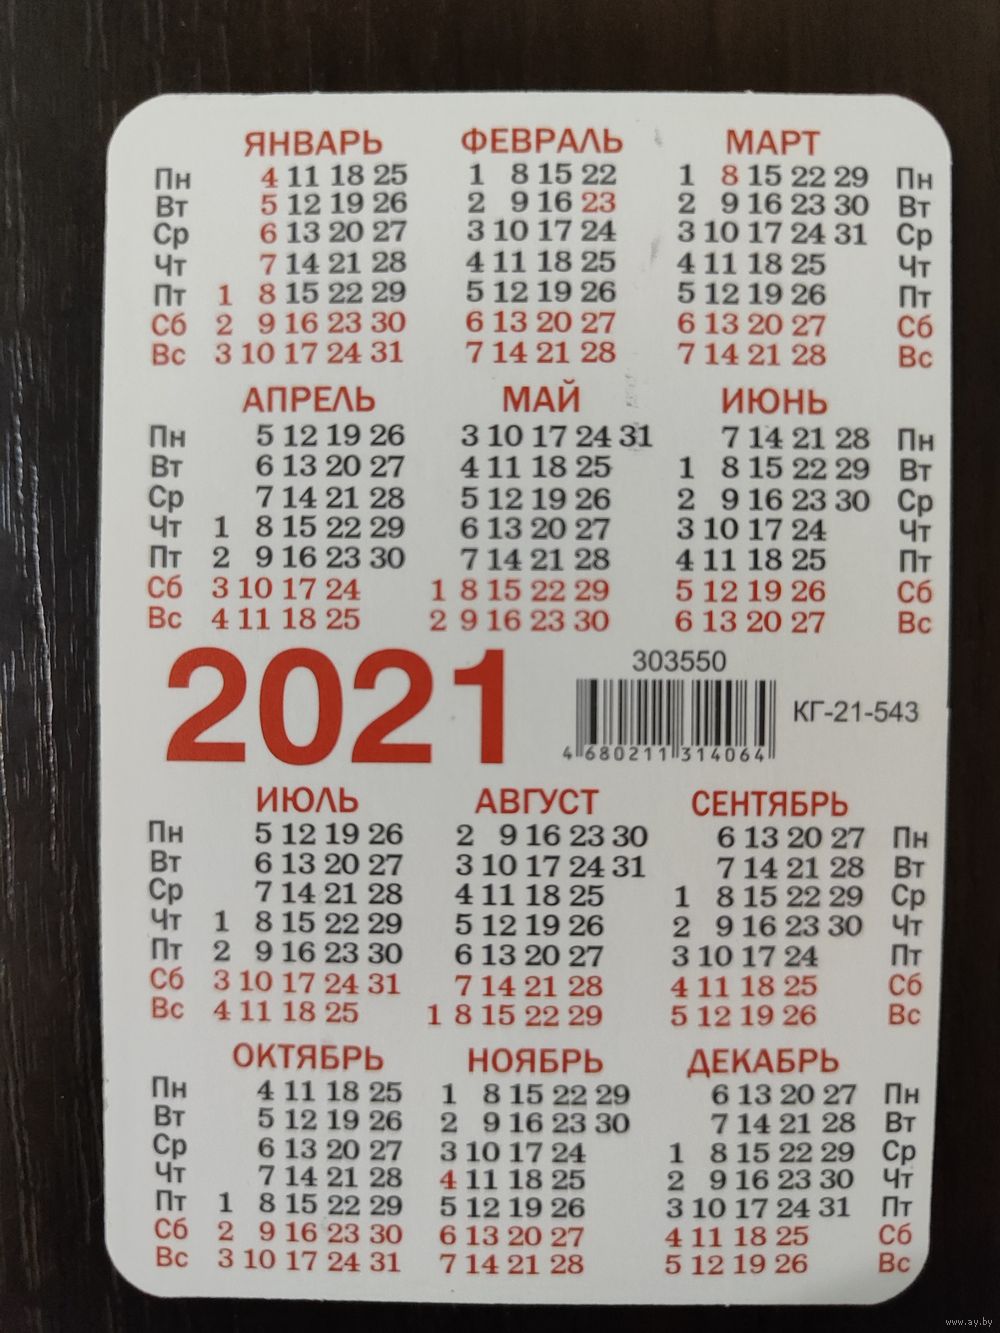 ЯНВАРЬ ФЕВРАЛЬ МАРТ
Пн 4 11 18 25 1 8 15 22 1 8 15 22 29 Пн
Вт 5 12 19 26 2 9 16 23 2 9 16 23 30 Вт
Ср 6 13 20 27 3 10 17 24 3 10 17 24 31 Ср
Чт 7 14 21 28 4 11 18 25 4 11 18 25 Чт
Пт 1 8 15 22 29 5 12 19 26 5 12 19 26 Пт
Сб 2 9 16 23 30 6 13 20 27 6 13 20 27 Сб
Вс 3 10 17 24 31 7 14 21 28 7 14 21 28 Вс
АПРЕЛЬ МАЙ ИЮНЬ
Пн 5 12 19 26 3 10 17 24 31 7 14 21 28 Пн
Вт 6 13 20 27 4 11 18 25 1 8 15 22 29 Вт
Ср 7 14 21 28 5 12 19 26 2 9 16 23 30 Ср
Чт 1 8 15 22 29 6 13 20 27 3 10 17 24 Чт
Пт 2 9 16 23 30 7 14 21 28 4 11 18 25 Пт
Сб 3 10 17 24 1 8 15 22 29 5 12 19 26 Сб
Вс 4 11 18 25 2 9 16 23 30 6 13 20 27 Вс
2021
303550
4 680211 314064
КГ-21-543
ИЮЛЬ АВГУСТ СЕНТЯБРЬ
Пн 5 12 19 26 2 9 16 23 30 6 13 20 27 Пн
Вт 6 13 20 27 3 10 17 24 31 7 14 21 28 Вт
Ср 7 14 21 28 4 11 18 25 1 8 15 22 29 Ср
Чт 1 8 15 22 29 5 12 19 26 2 9 16 23 30 Чт
Пт 2 9 16 23 30 6 13 20 27 3 10 17 24 Пт
Сб 3 10 17 24 31 7 14 21 28 4 11 18 25 Сб
Вс 4 11 18 25 1 8 15 22 29 5 12 19 26 Вс
ОКТЯБРЬ НОЯБРЬ ДЕКАБРЬ
Пн 4 11 18 25 1 8 15 22 29 6 13 20 27 Пн
Вт 5 12 19 26 2 9 16 23 30 7 14 21 28 Вт
Ср 6 13 20 27 3 10 17 24 1 8 15 22 29 Ср
Чт 7 14 21 28 4 11 18 25 2 9 16 23 30 Чт
Пт 1 8 15 22 29 5 12 19 26 3 10 17 24 31 Пт
Сб 2 9 16 23 30 6 13 20 27 4 11 18 25 Сб
Вс 3 10 17 24 31 7 14 21 28 5 12 19 26 Вс
www.ay.by